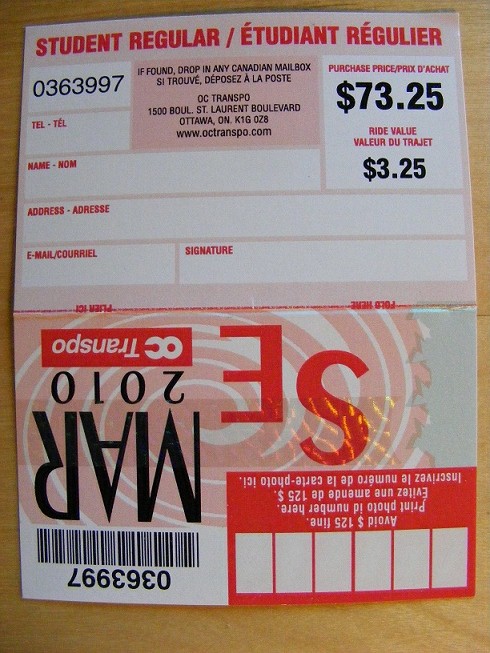 STUDENT REGULAR / ÉTUDIANT RÉGULIER
0363997
IF FOUND, DROP IN ANY CANADIAN MAILBOX
SI TROUVÉ, DÉPOSEZ À LA POSTE
OC TRANSPO
1500 BOUL. ST. LAURENT BOULEVARD
OTTAWA, ON. K1G 0Z8
www.octranspo.com
PURCHASE PRICE/PRIX D'ACHAT
$73.25
RIDE VALUE
VALEUR DU TRAJET
$3.25
TEL - TÉL
NAME - NOM
ADDRESS - ADRESSE
E-MAIL/COURRIEL
SIGNATURE
FOLD HERE
PLIER ICI
0363997
MAR
2010
OC Transpo
Avoid $ 125 fine.
Print photo id number here.
Évitez une amende de 125 $.
Inscrivez le numéro de la carte-photo ici.
SE